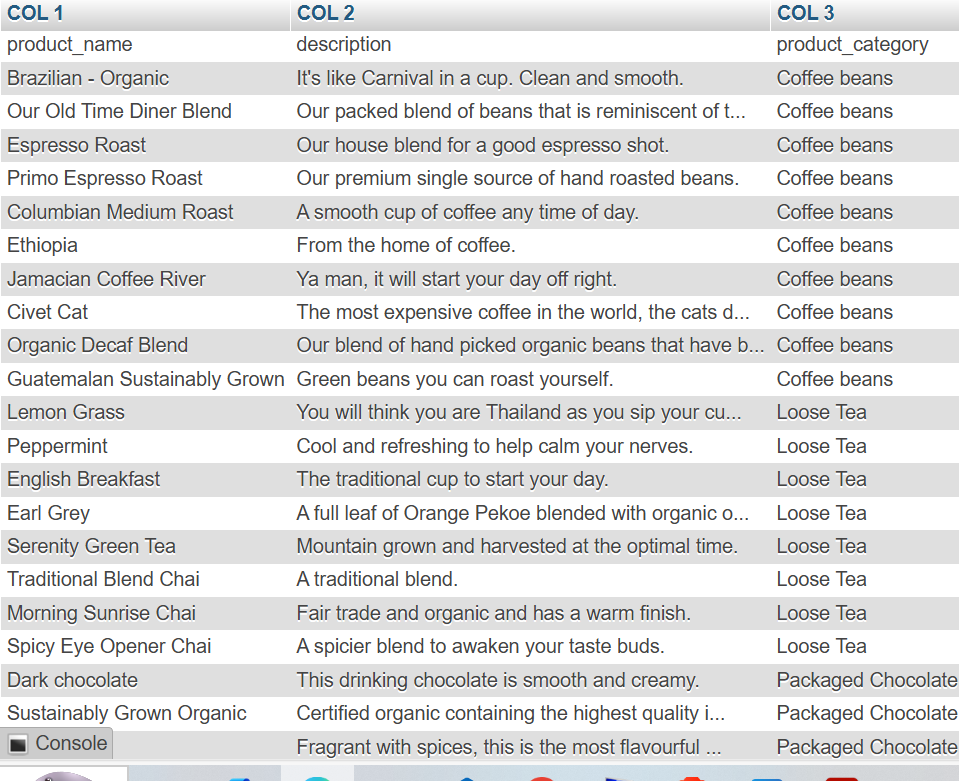 COL 1 COL 2 COL 3
product_name description product_category
Brazilian - Organic It's like Carnival in a cup. Clean and smooth. Coffee beans
Our Old Time Diner Blend Our packed blend of beans that is reminiscent of t... Coffee beans
Espresso Roast Our house blend for a good espresso shot. Coffee beans
Primo Espresso Roast Our premium single source of hand roasted beans. Coffee beans
Columbian Medium Roast A smooth cup of coffee any time of day. Coffee beans
Ethiopia From the home of coffee. Coffee beans
Jamacian Coffee River Ya man, it will start your day off right. Coffee beans
Civet Cat The most expensive coffee in the world, the cats d... Coffee beans
Organic Decaf Blend Our blend of hand picked organic beans that have b... Coffee beans
Guatemalan Sustainably Grown Green beans you can roast yourself. Coffee beans
Lemon Grass You will think you are Thailand as you sip your cu... Loose Tea
Peppermint Cool and refreshing to help calm your nerves. Loose Tea
English Breakfast The traditional cup to start your day. Loose Tea
Earl Grey A full leaf of Orange Pekoe blended with organic o... Loose Tea
Serenity Green Tea Mountain grown and harvested at the optimal time. Loose Tea
Traditional Blend Chai A traditional blend. Loose Tea
Morning Sunrise Chai Fair trade and organic and has a warm finish. Loose Tea
Spicy Eye Opener Chai A spicier blend to awaken your taste buds. Loose Tea
Dark chocolate This drinking chocolate is smooth and creamy. Packaged Chocolate
Sustainably Grown Organic Certified organic containing the highest quality i... Packaged Chocolate
Console Fragrant with spices, this is the most flavourful ... Packaged Chocolate